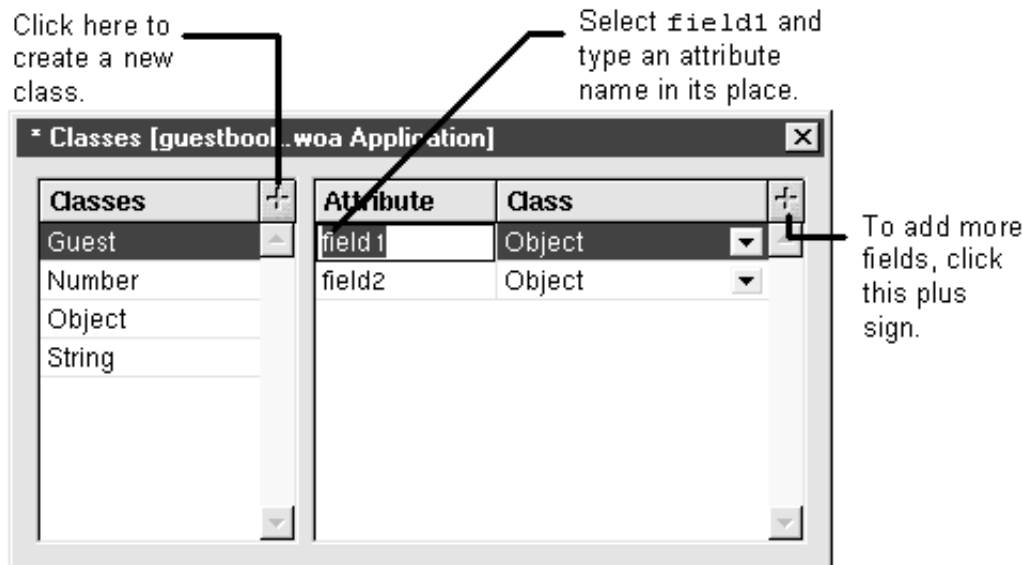 Click here to
create a new
class.
Select field1 and
type an attribute
name in its place.
* Classes [guestbook..woa Application]
Classes
Attribute
Class
Guest
Number
Object
String
field1
Object
field2
Object
To add more
fields, click
this plus
sign.